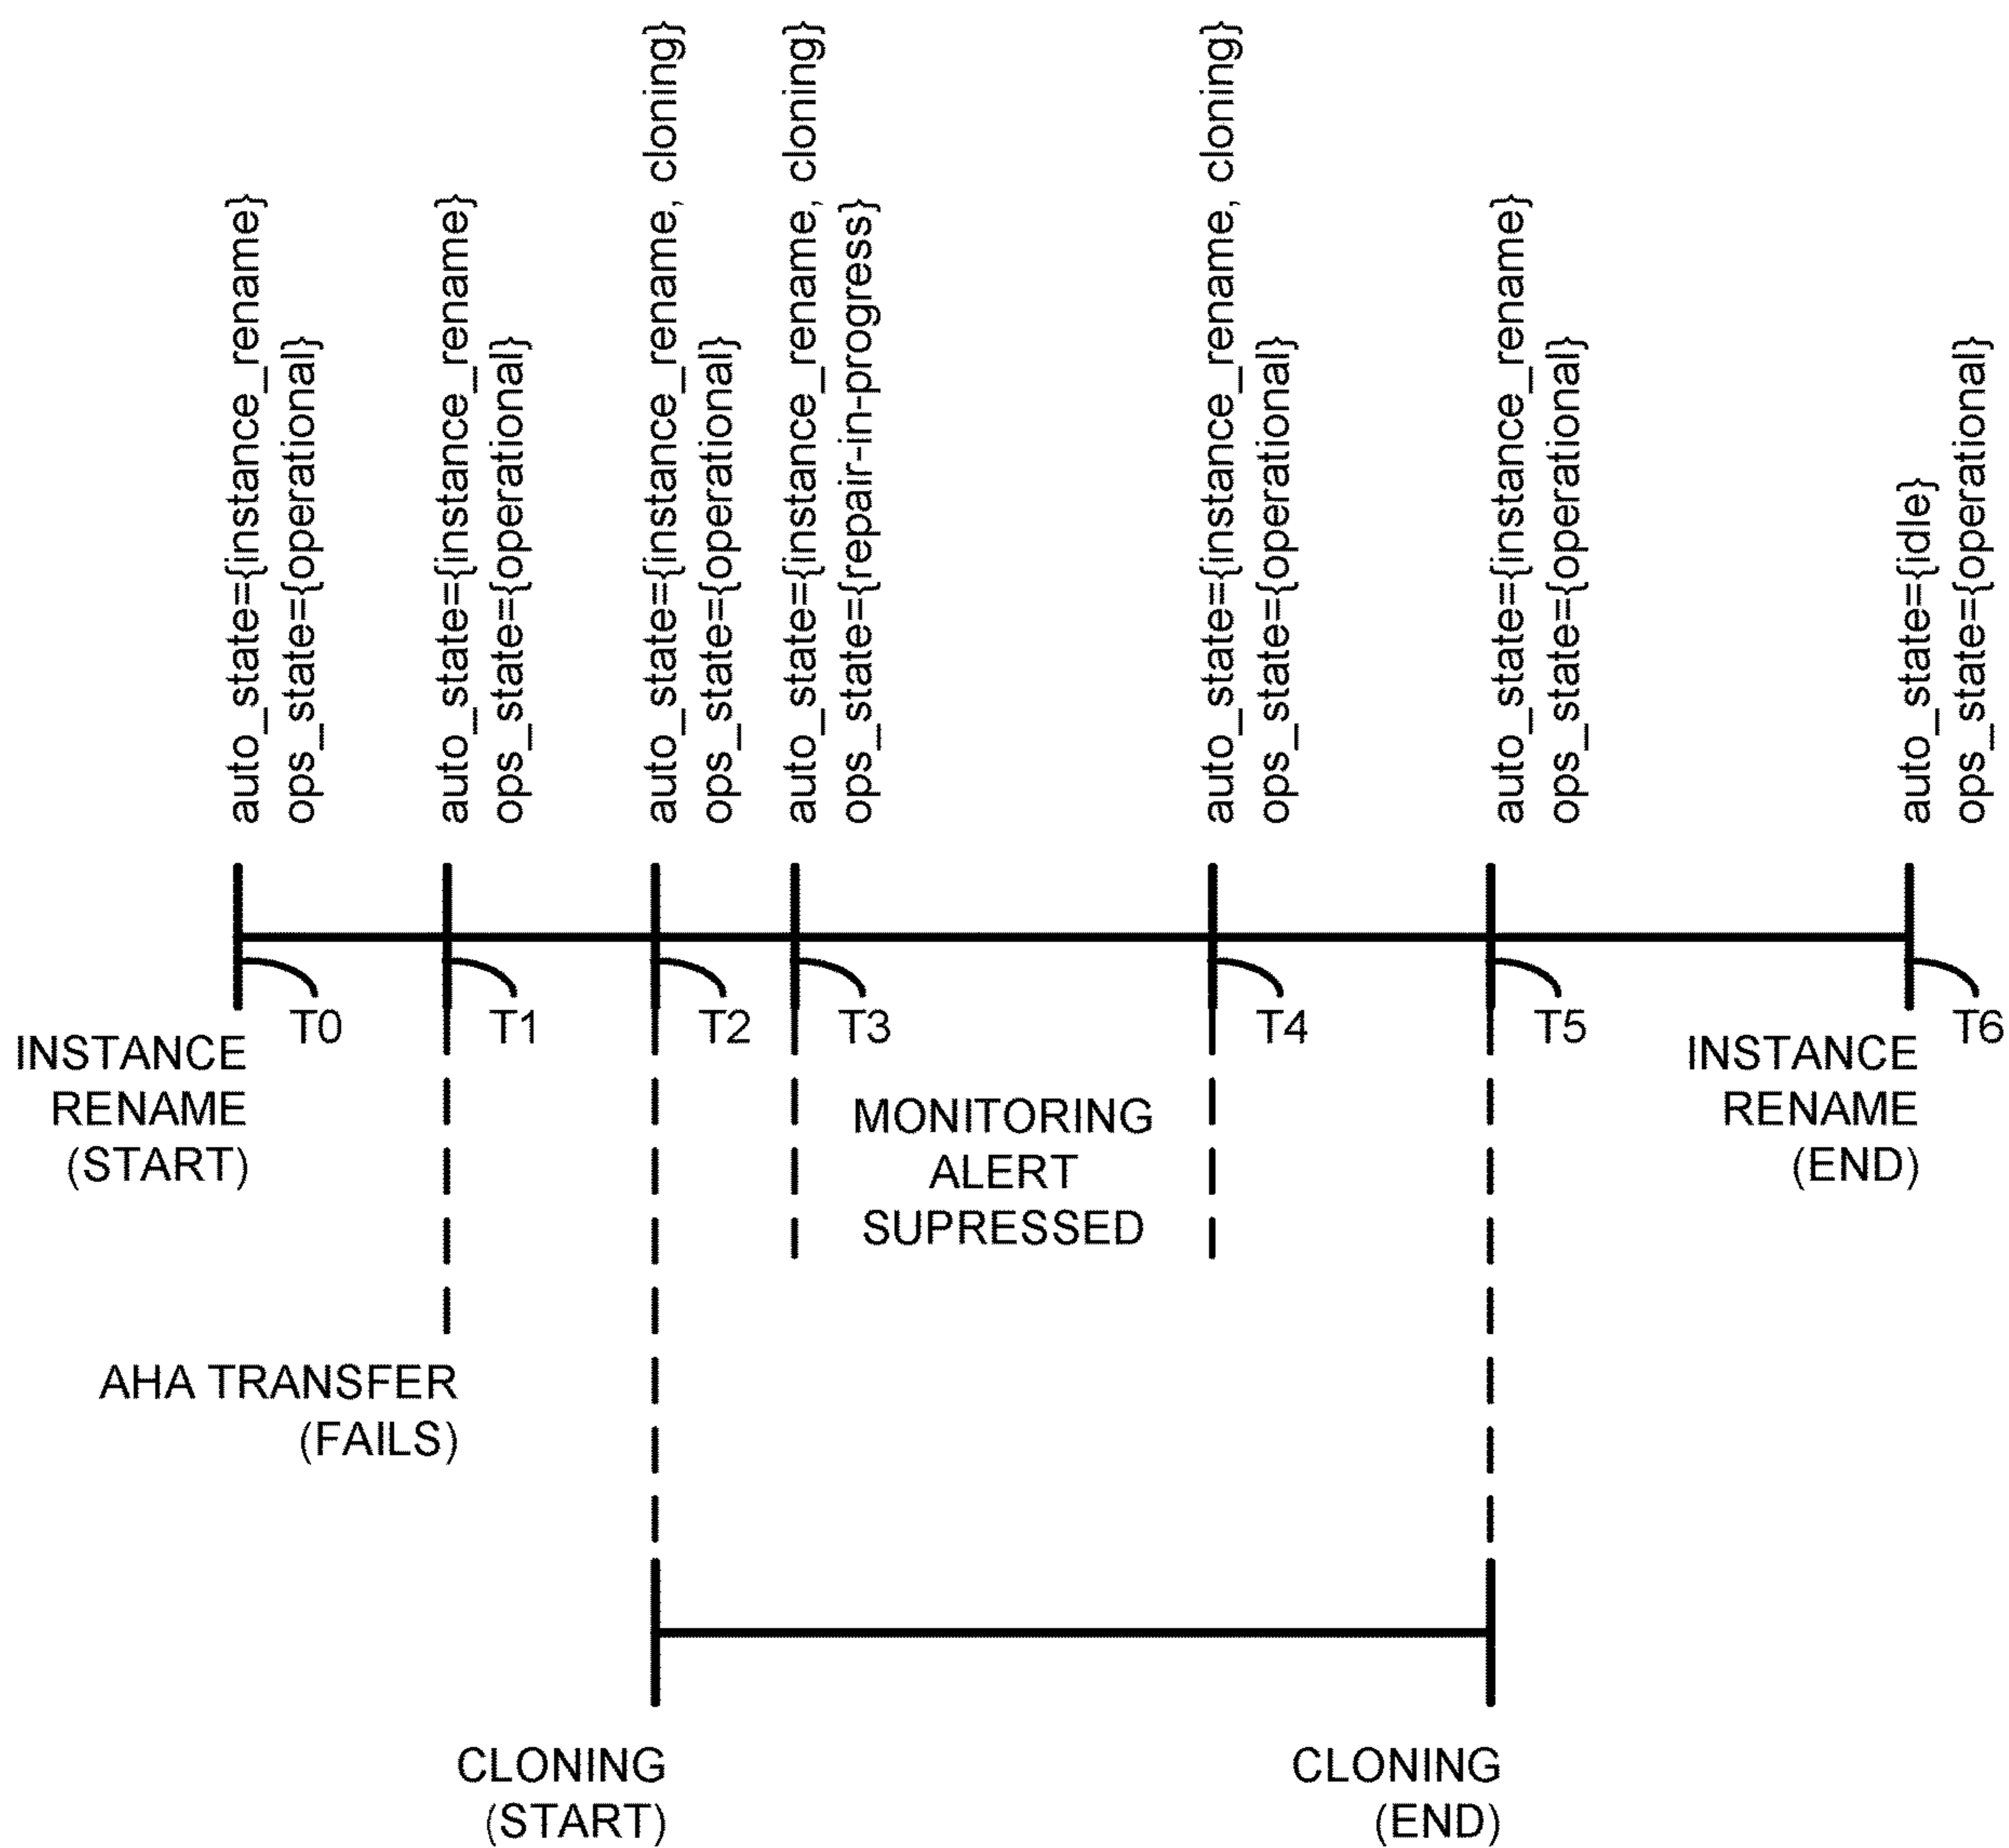 auto_state={instance_rename}
ops_state={operational}
auto_state={instance_rename}
ops_state={operational}
auto_state={instance_rename, cloning}
ops_state={operational}
auto_state={instance_rename, cloning}
ops_state={repair-in-progress}
auto_state={instance_rename, cloning}
ops_state={operational}
auto_state={instance_rename}
ops_state={operational}
auto_state={idle}
ops_state={operational}
T0
T1
T2
T3
T4
T5
T6
INSTANCE
RENAME
(START)
MONITORING
ALERT
SUPRESSED
INSTANCE
RENAME
(END)
AHA TRANSFER
(FAILS)
CLONING
(START)
CLONING
(END)